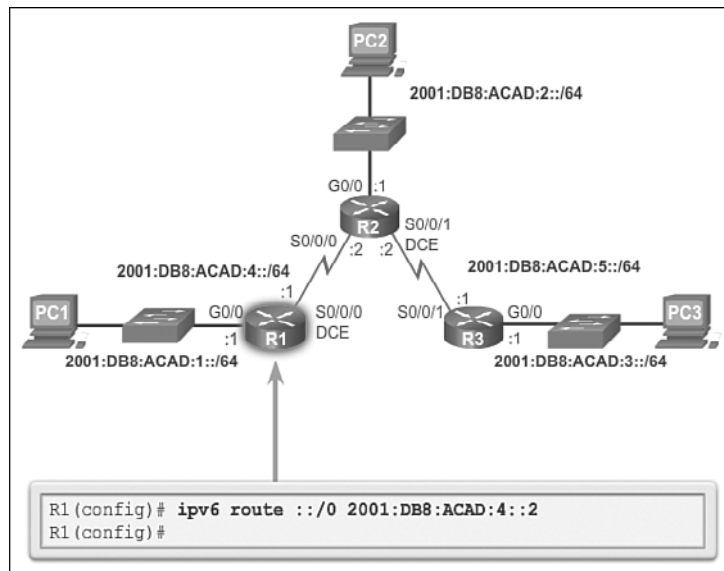 PC2
2001:DB8:ACAD:2::/64
G0/0 :1
R2
S0/0/0 :2
:2 S0/0/1
DCE
2001:DB8:ACAD:4::/64
2001:DB8:ACAD:5::/64
PC1
G0/0 :1
:1 S0/0/0
DCE
R1
2001:DB8:ACAD:1::/64
S0/0/1 :1
R3
G0/0
:1
PC3
2001:DB8:ACAD:3::/64
R1(config)# ipv6 route ::/0 2001:DB8:ACAD:4::2
R1(config)#